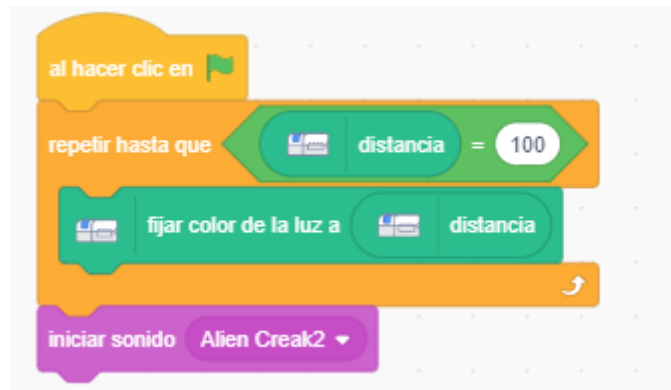 al hacer clic en
repetir hasta que distancia = 100
fijar color de la luz a distancia
iniciar sonido Alien Creak2